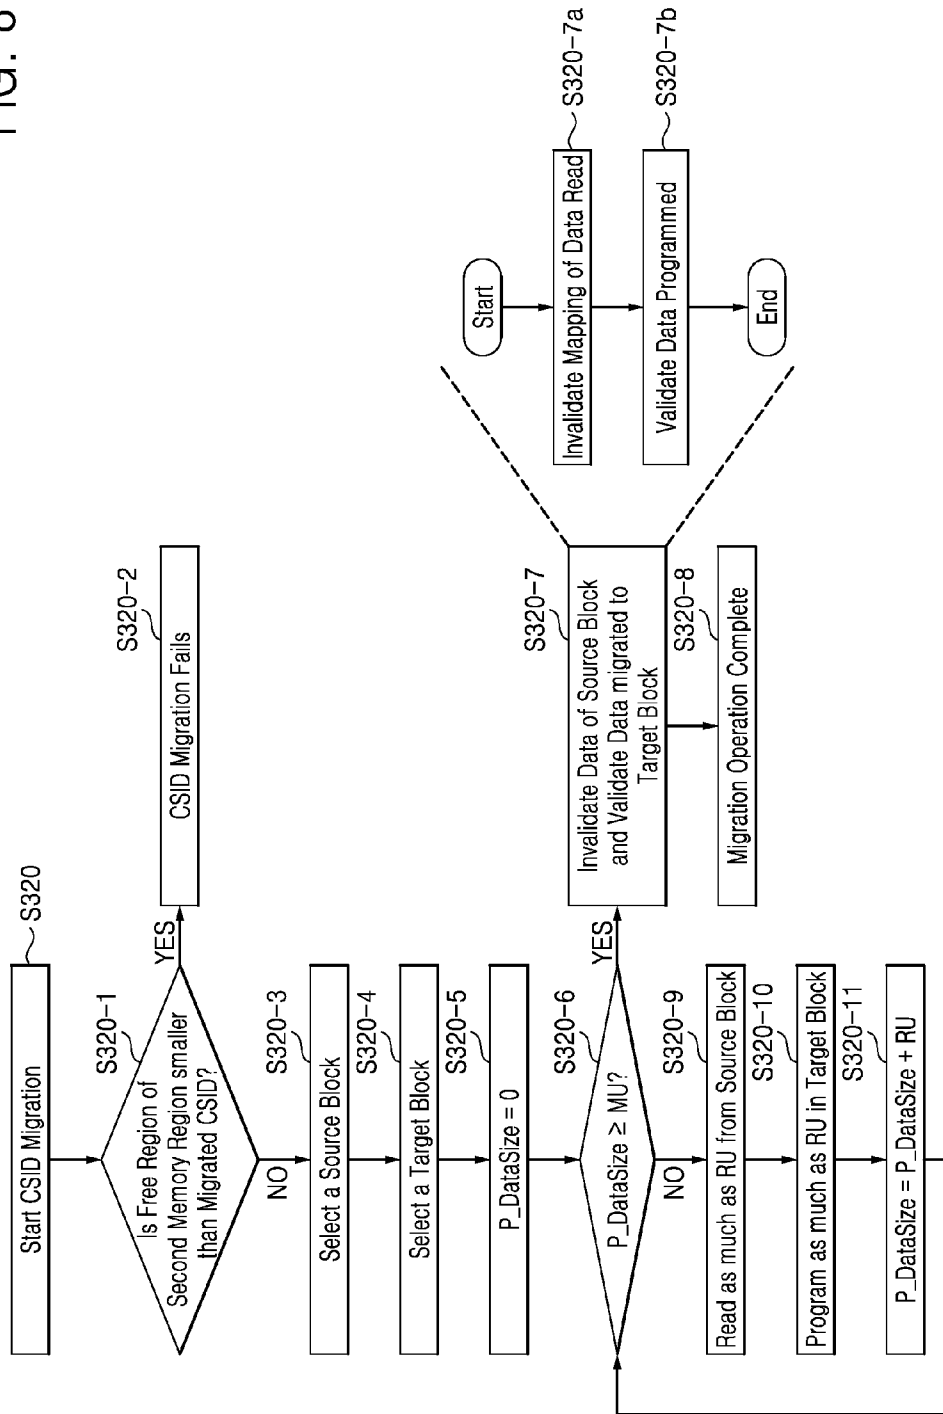 FIG. 8
Start CSID Migration
S320
S320-1
Is Free Region of
Second Memory Region smaller
than Migrated CSID?
YES
S320-2
CSID Migration Fails
NO
S320-3
Select a Source Block
S320-4
Select a Target Block
S320-5
P_DataSize = 0
S320-6
P_DataSize ≥ MU?
YES
S320-7
Invalidate Data of Source Block
and Validate Data migrated to
Target Block
S320-8
Migration Operation Complete
NO
S320-9
Read as much as RU from Source Block
S320-10
Program as much as RU in Target Block
S320-11
P_DataSize = P_DataSize + RU
Start
Invalidate Mapping of Data Read
S320-7a
Validate Data Programmed
S320-7b
End